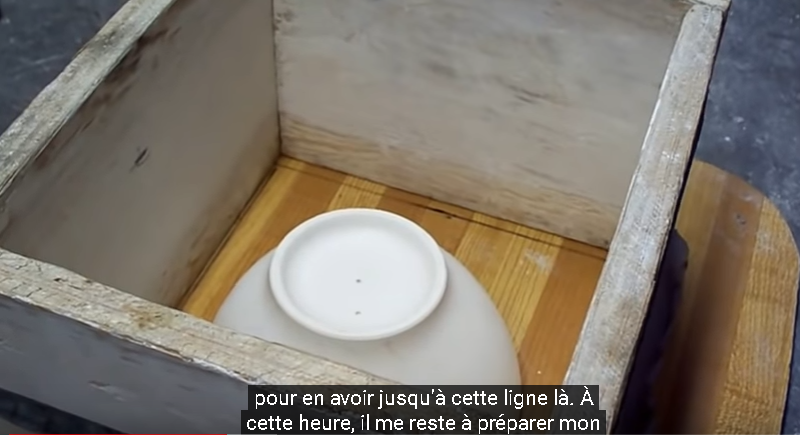 pour en avoir jusqu'à cette ligne là. À
cette heure, il me reste à préparer mon